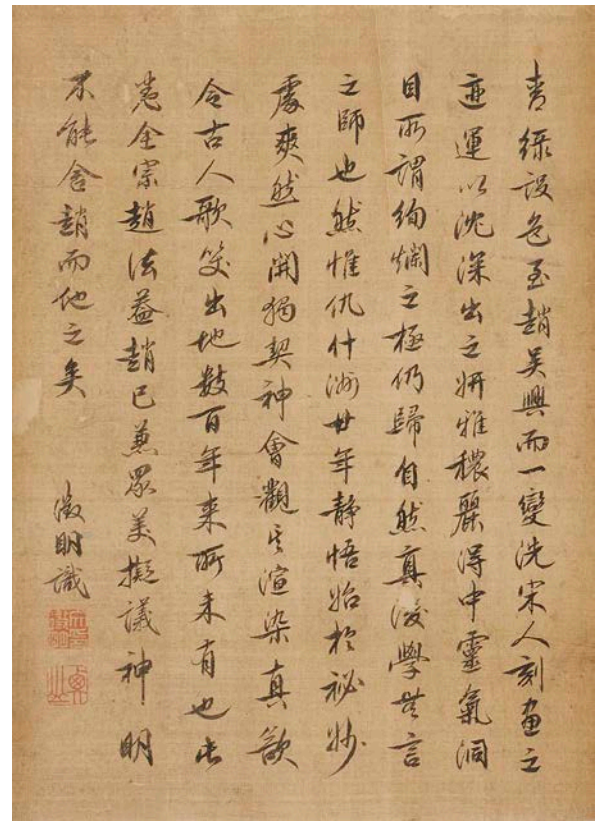 青綠設色至趙吳興而一變洗宋人刻畫之
迹運以沈深出之妍雅穠麗得中靈氣洞
目所謂絢爛之極仍歸自然真後學無言
之師也然惟仇什洲廿年靜悟始於祕妙
處爽然心開獨契神會觀其渲染真欲
令古人歌笑出地數百年來所未有也此
卷全宗趙法蓋趙已兼眾美擬議神明
不能舍趙而他之矣
徵明識